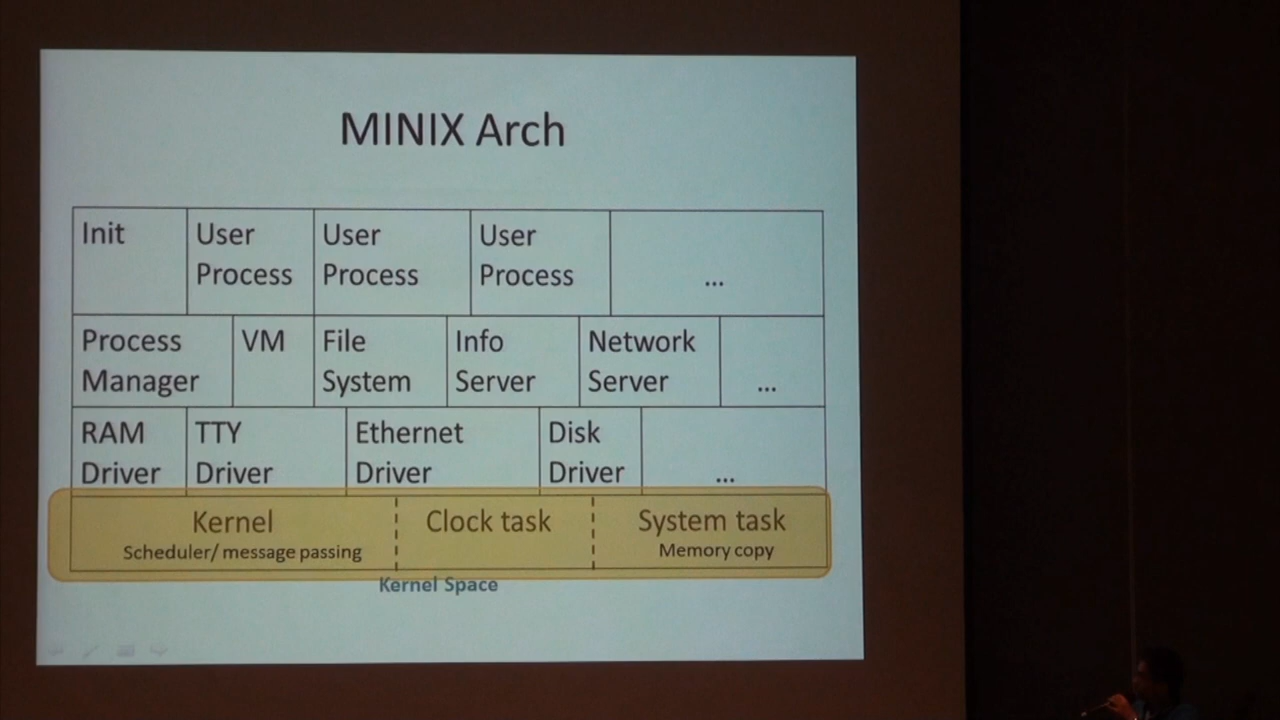 MINIX Arch
Init
User
Process
User
Process
User
Process
...
Process
Manager
VM
File
System
Info
Server
Network
Server
...
RAM
Driver
TTY
Driver
Ethernet
Driver
Disk
Driver
...
Kernel
Scheduler/ message passing
Clock task
System task
Memory copy
Kernel Space